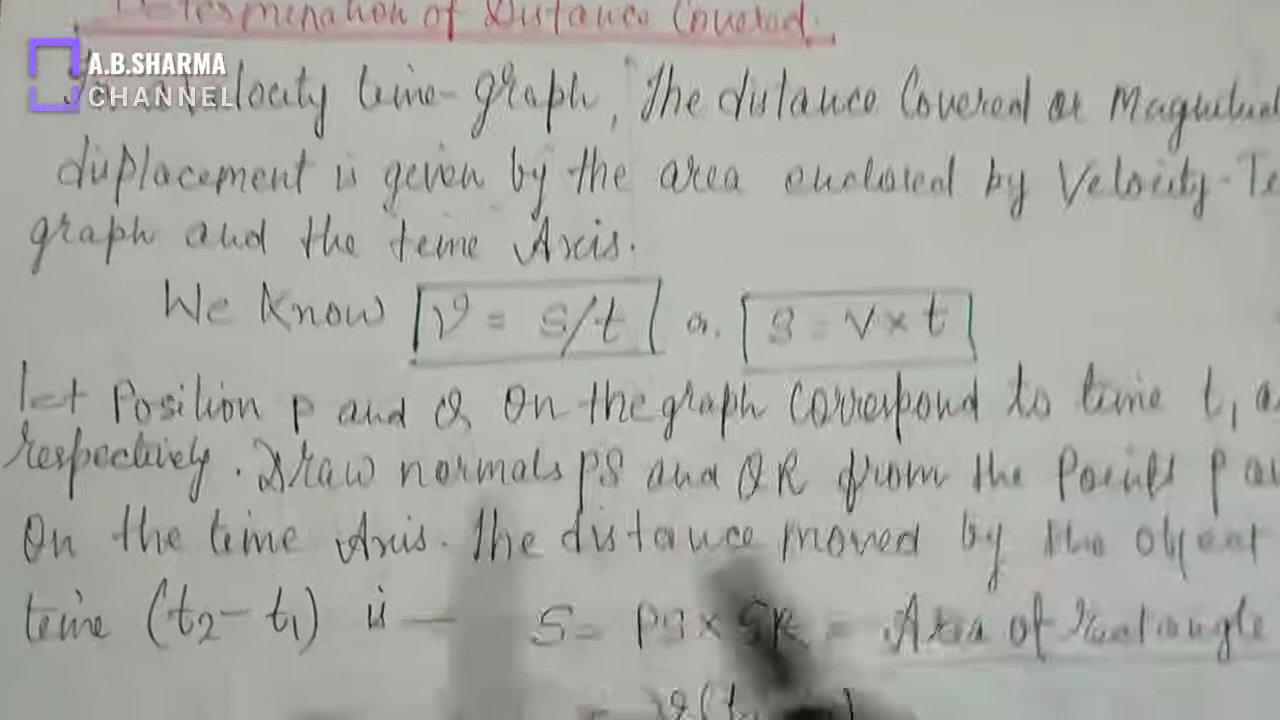 Determination of Distance Covered.
A.B.SHARMA
CHANNEL
velocity time-graph, The distance Covered or Magnitude
displacement is given by the area enclosed by Velocity-Ti
graph and the time Axis.
We Know V = S/t or. S = V × t
let Position P and Q On the graph correspond to time t1 a
respectively. Draw normals PS and QR from the Points P an
On the time Axis. The distance moved by the object
time (t2 - t1) is — S = × SR = Area of Rectangle